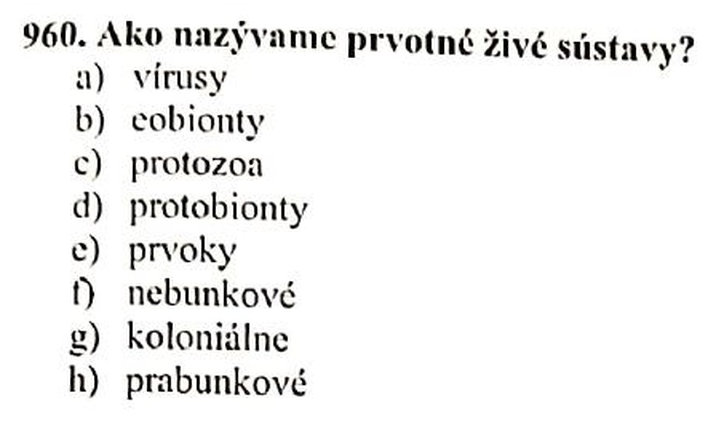 960. Ako nazývame prvotné živé sústavy?
a) vírusy
b) eobionty
c) protozoa
d) protobionty
e) prvoky
f) nebunkové
g) koloniálne
h) prabunkové